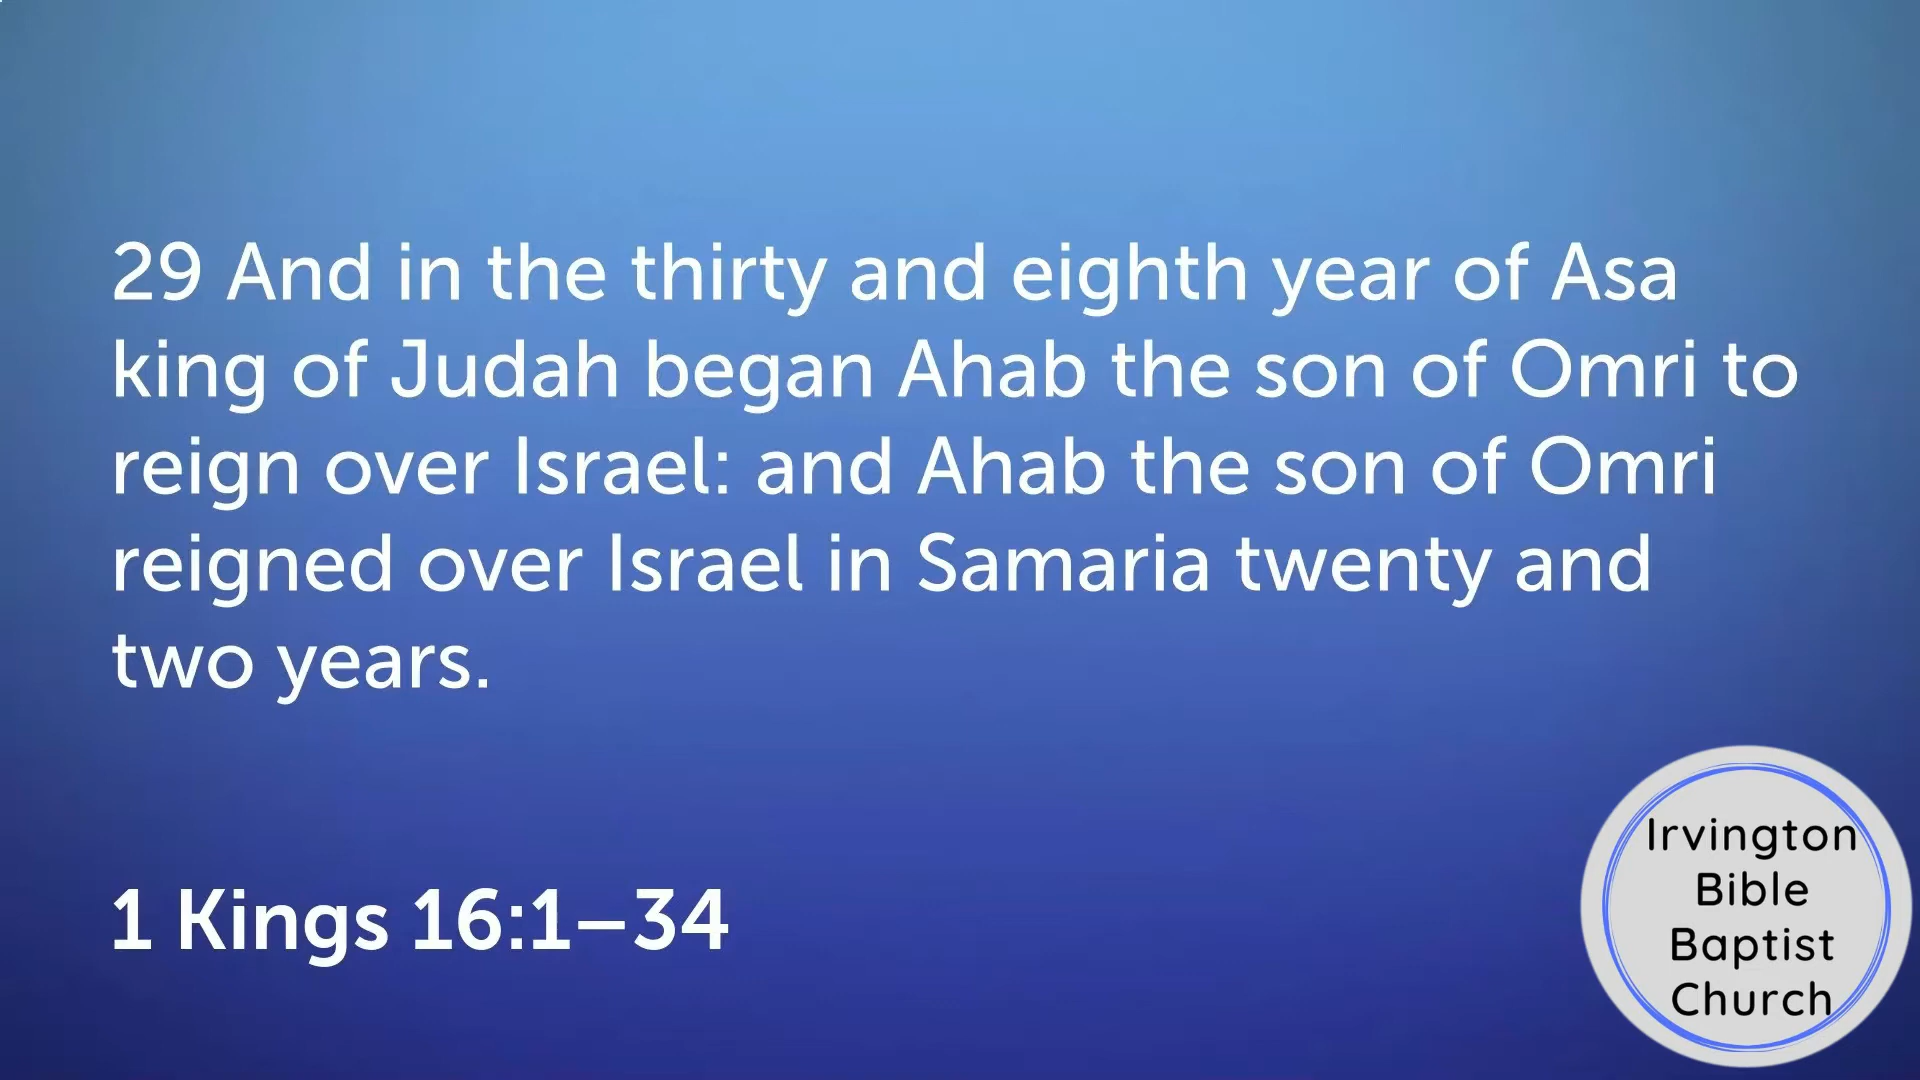 29 And in the thirty and eighth year of Asa
king of Judah began Ahab the son of Omri to
reign over Israel: and Ahab the son of Omri
reigned over Israel in Samaria twenty and
two years.
1 Kings 16:1–34
Irvington
Bible
Baptist
Church